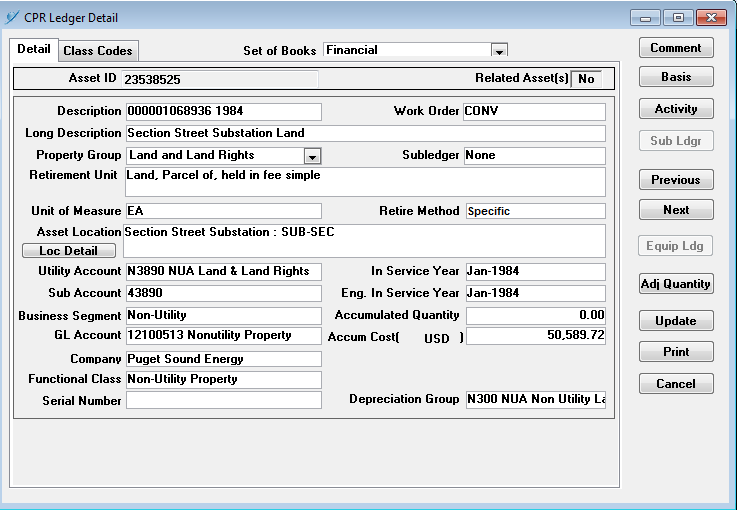 CPR Ledger Detail
Detail Class Codes Set of Books Financial Comment
Asset ID 23538525 Related Asset(s) No Basis
Description 000001068936 1984 Work Order CONV Activity
Long Description Section Street Substation Land Sub Ldgr
Property Group Land and Land Rights Subledger None
Retirement Unit Land, Parcel of, held in fee simple Previous
Unit of Measure EA Retire Method Specific Next
Asset Location Section Street Substation : SUB-SEC
Loc Detail Equip Ldg
Utility Account N3890 NUA Land & Land Rights In Service Year Jan-1984
Sub Account 43890 Eng. In Service Year Jan-1984 Adj Quantity
Business Segment Non-Utility Accumulated Quantity 0.00 Update
GL Account 12100513 Nonutility Property Accum Cost( USD ) 50,589.72
Company Puget Sound Energy Print
Functional Class Non-Utility Property Cancel
Serial Number Depreciation Group N300 NUA Non Utility La